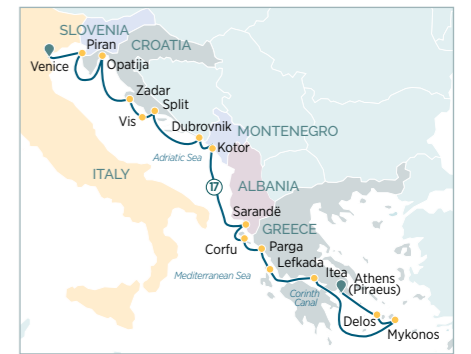 SLOVENIA
Piran
CROATIA
Venice
Opatija
Zadar
Split
Vis
Dubrovnik
MONTENEGRO
Adriatic Sea
Kotor
ITALY
17
ALBANIA
Sarandë
GREECE
Corfu
Parga
Lefkada
Mediterranean Sea
Itea
Athens
(Piraeus)
Corinth
Canal
Delos
Mykonos